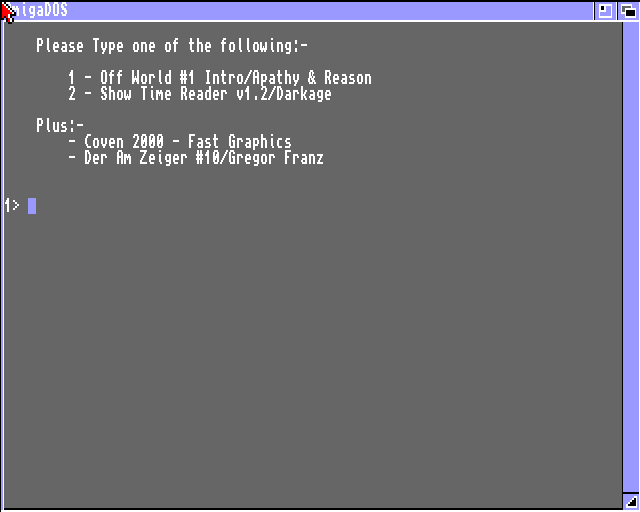 AmigaDOS
Please Type one of the following:-
1 - Off World #1 Intro/Apathy & Reason
2 - Show Time Reader v1.2/Darkage
Plus:-
- Coven 2000 - Fast Graphics
- Der Am Zeiger #10/Gregor Franz
1>